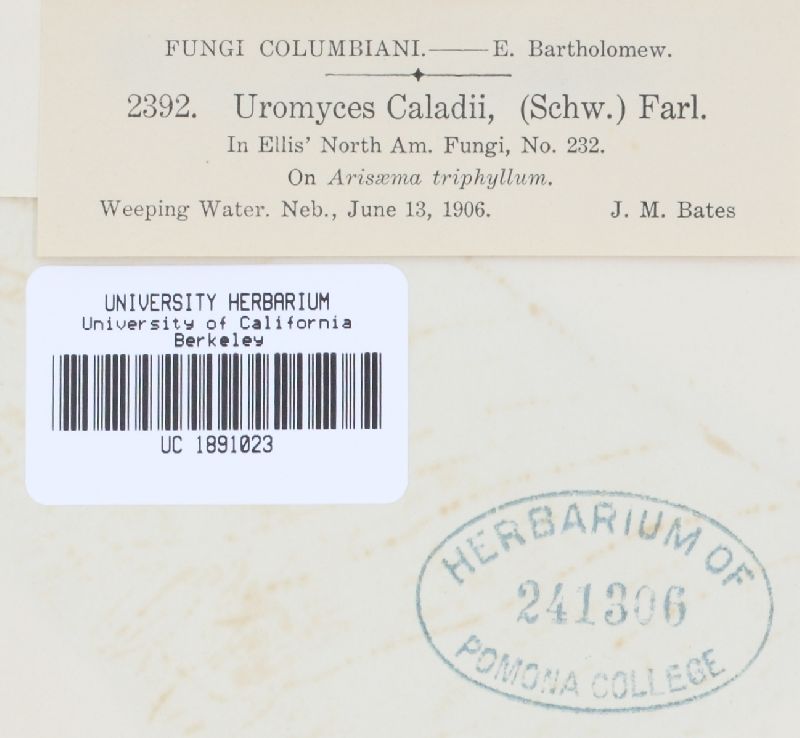 FUNGI COLUMBIANI.——E. Bartholomew.
2392. Uromyces Caladii, (Schw.) Farl.
In Ellis' North Am. Fungi, No. 232.
On Arisæma triphyllum.
Weeping Water. Neb., June 13, 1906. J. M. Bates
UNIVERSITY HERBARIUM
University of California
Berkeley
UC 1891023
HERBARIUM OF
241306
POMONA COLLEGE